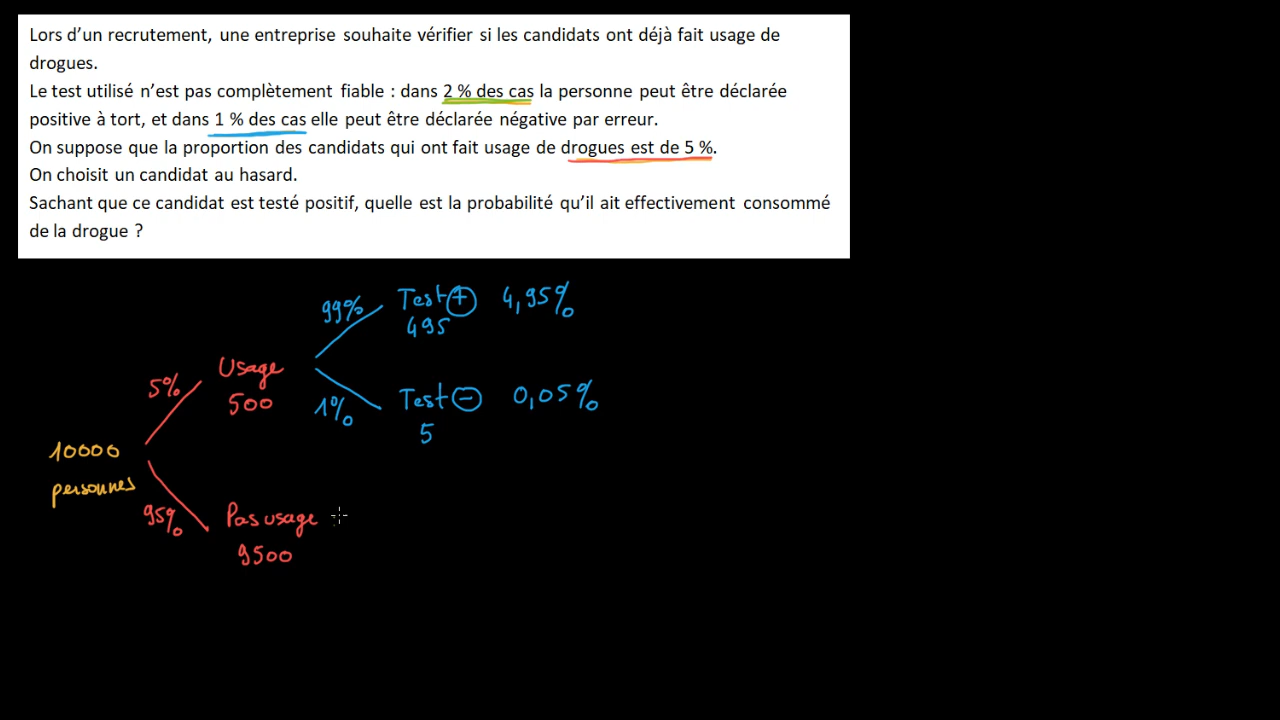 Lors d’un recrutement, une entreprise souhaite vérifier si les candidats ont déjà fait usage de
drogues.
Le test utilisé n’est pas complètement fiable : dans 2 % des cas la personne peut être déclarée
positive à tort, et dans 1 % des cas elle peut être déclarée négative par erreur.
On suppose que la proportion des candidats qui ont fait usage de drogues est de 5 %.
On choisit un candidat au hasard.
Sachant que ce candidat est testé positif, quelle est la probabilité qu’il ait effectivement consommé
de la drogue ?
99% Test + 4,95%
495
5% Usage
500
1% Test - 0,05%
5
10000
personnes
95% Pas usage
9500